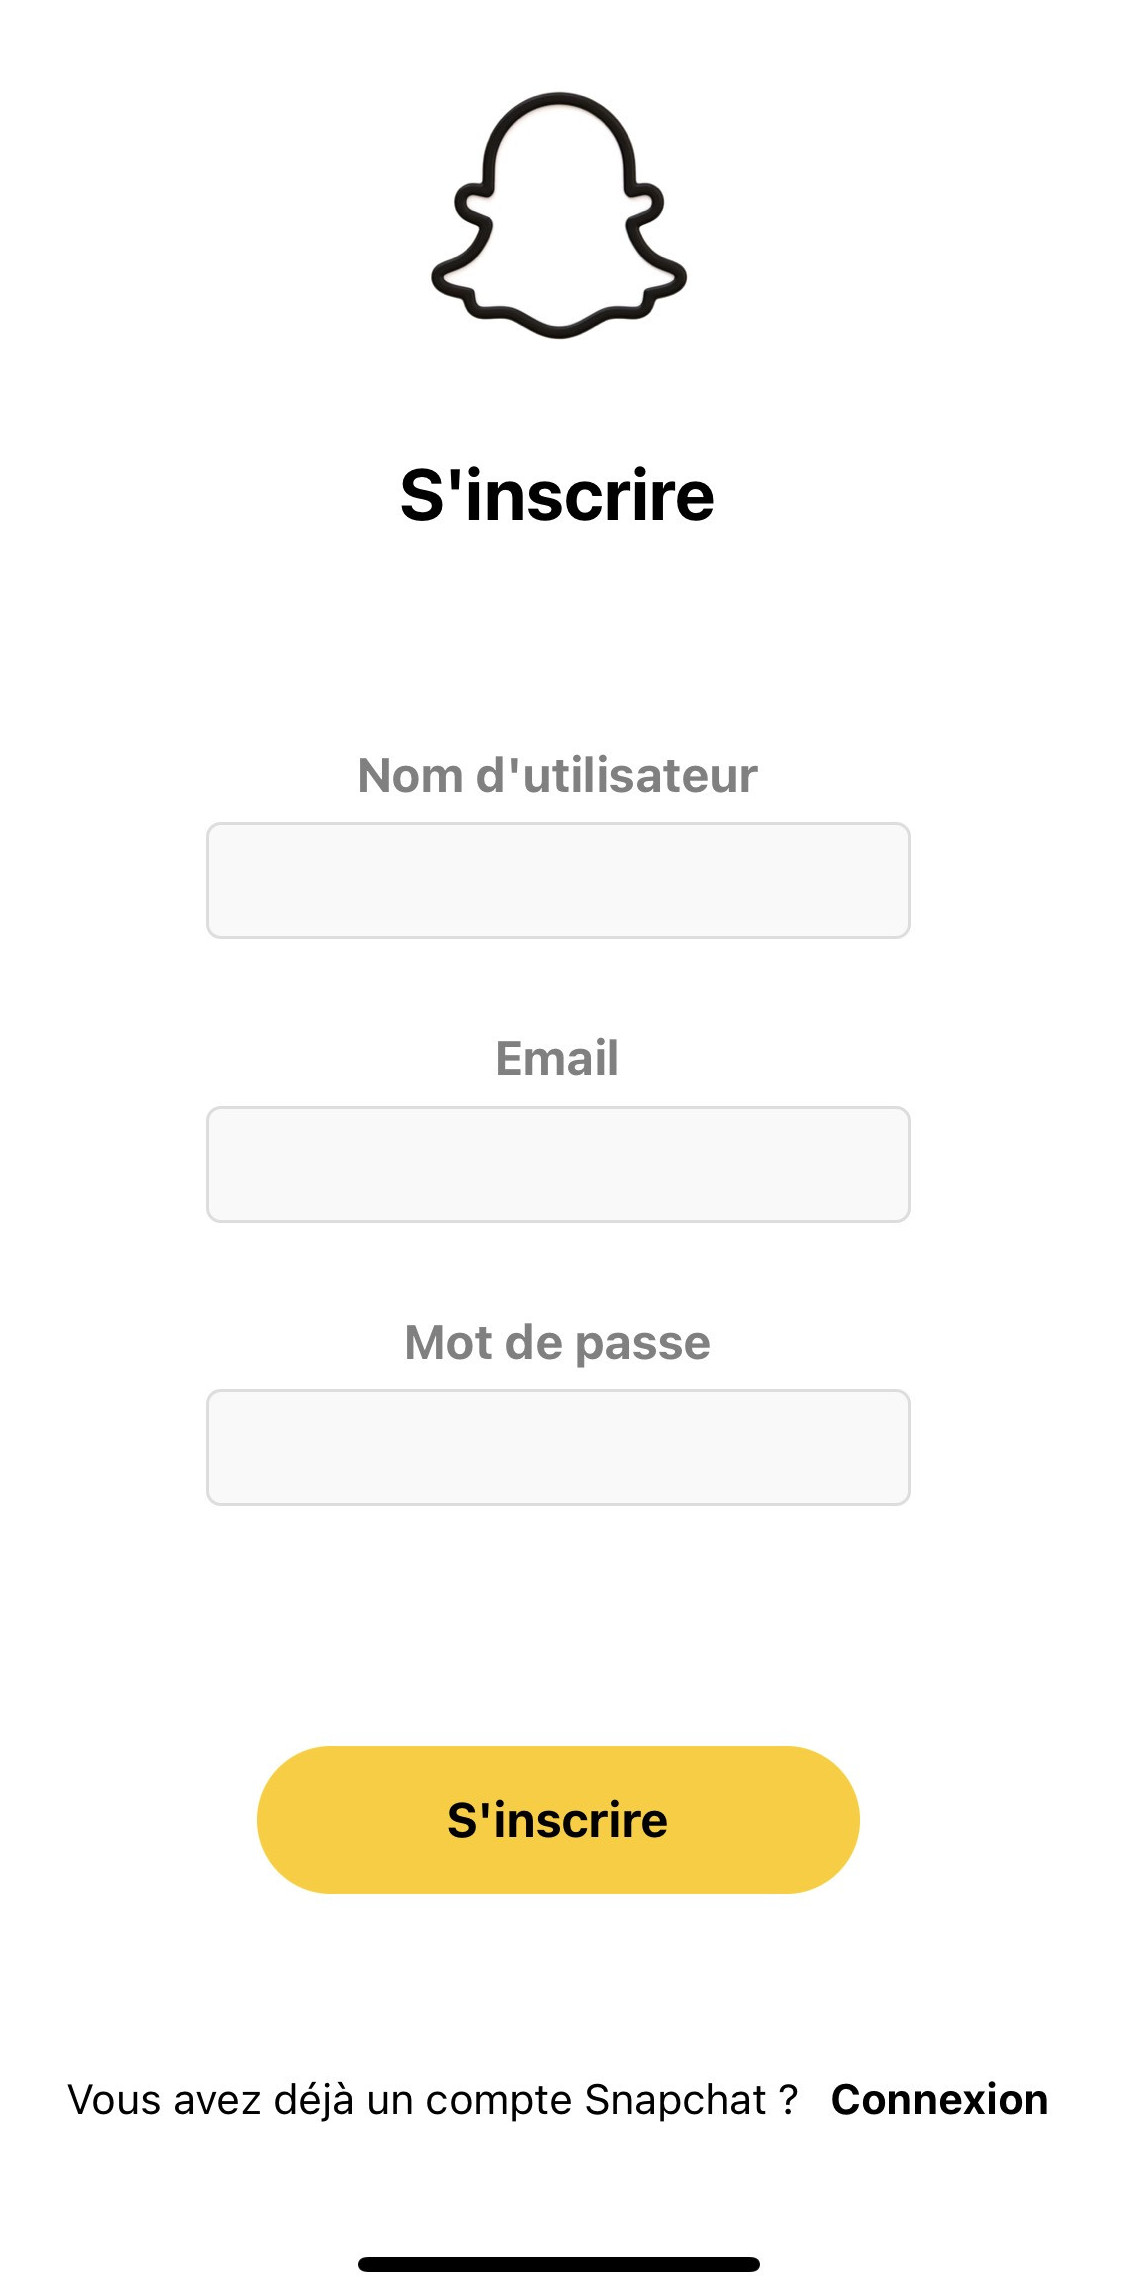 S'inscrire
Nom d'utilisateur
Email
Mot de passe
S'inscrire
Vous avez déjà un compte Snapchat ? Connexion